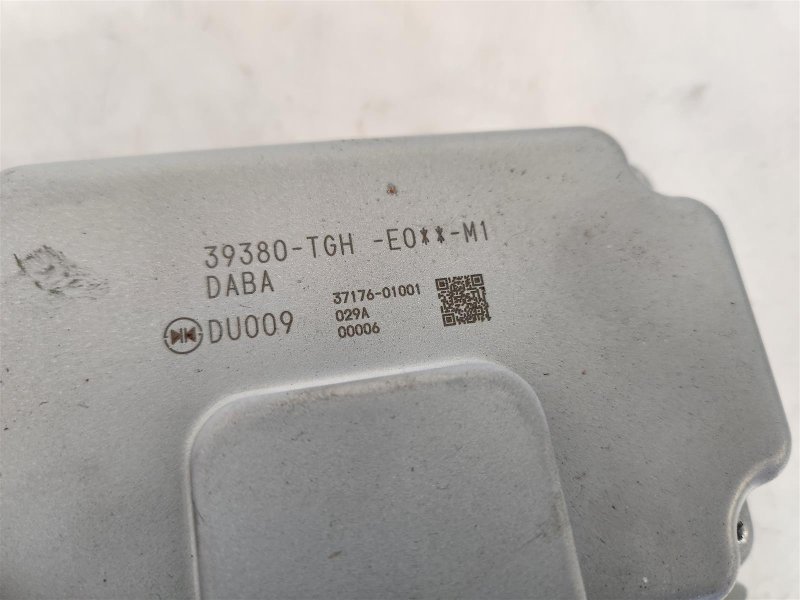 39380-TGH -E0**-M1
DABA
DU009
37176-01001
029A
00006